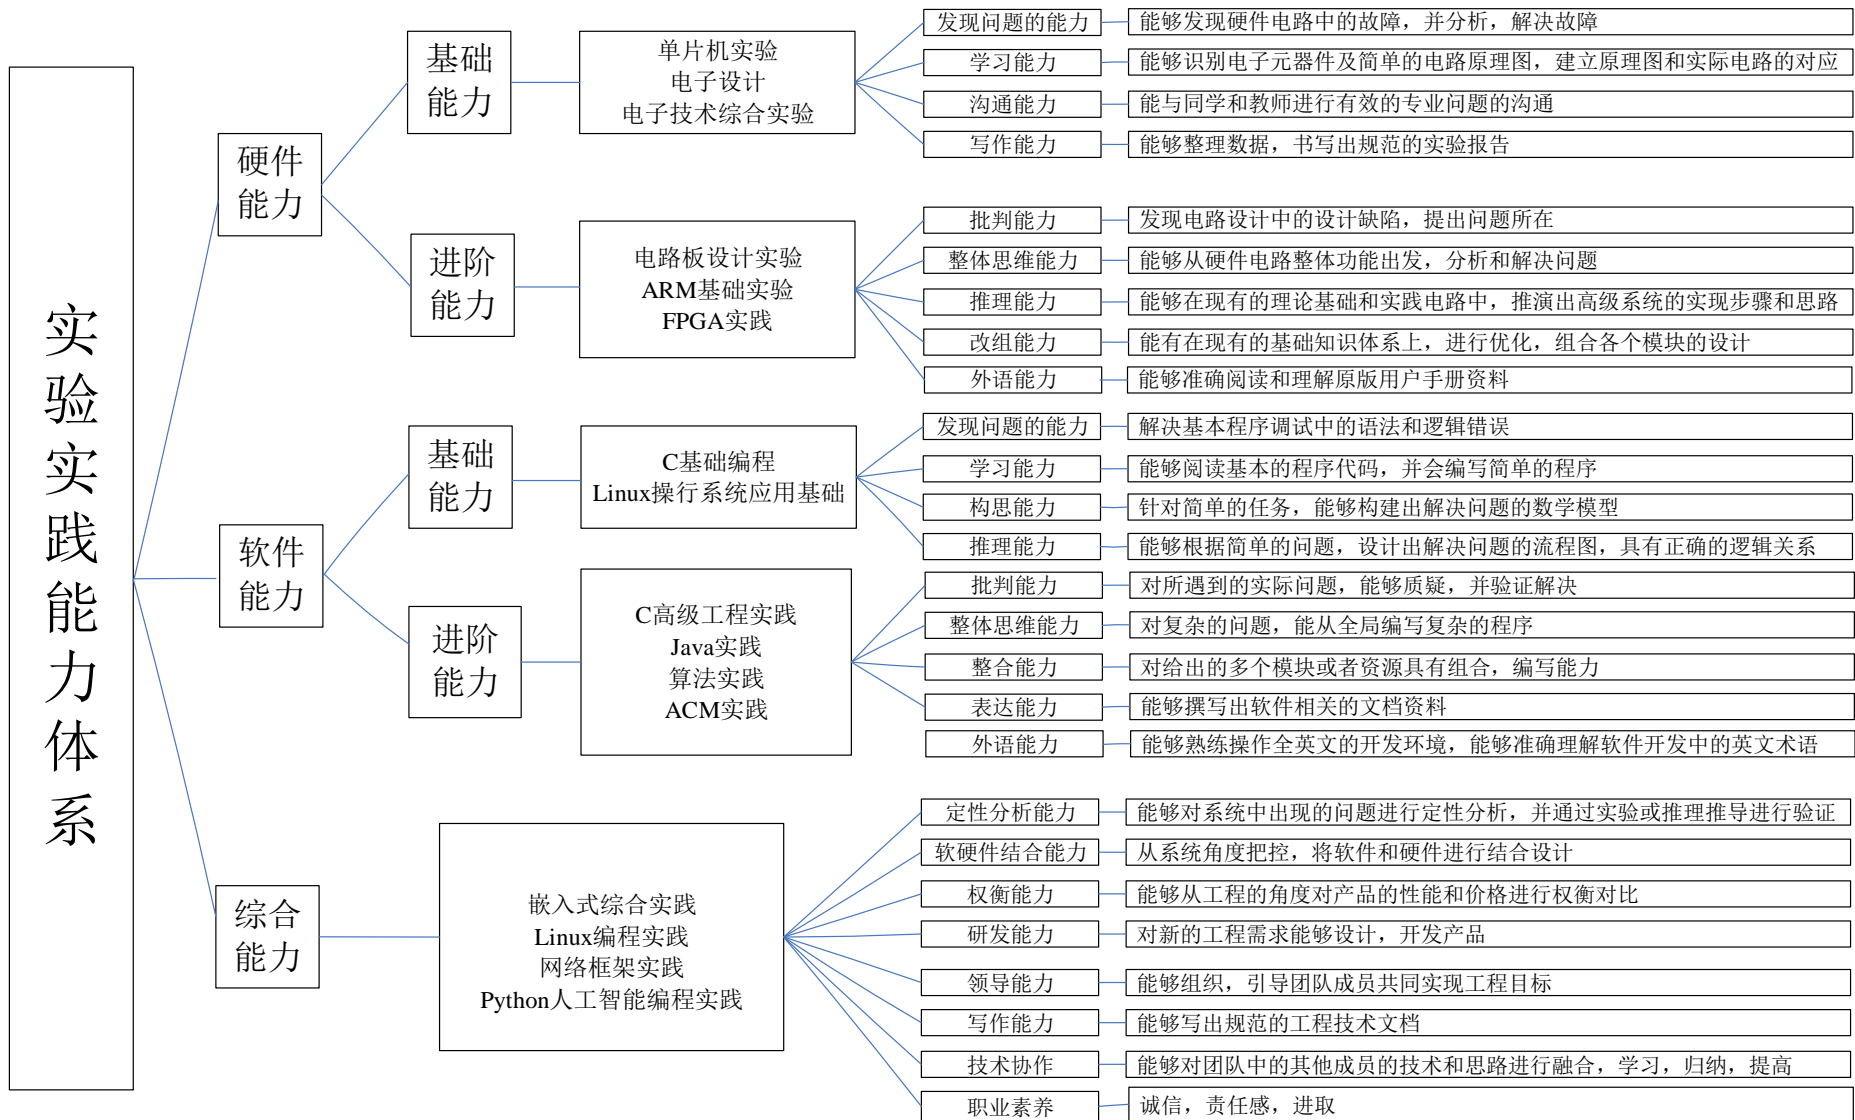 实验实践能力体系
硬件
能力
基础
能力
单片机实验
电子设计
电子技术综合实验
发现问题的能力
能够发现硬件电路中的故障，并分析，解决故障
学习能力
能够识别电子元器件及简单的电路原理图，建立原理图和实际电路的对应
沟通能力
能与同学和教师进行有效的专业问题的沟通
写作能力
能够整理数据，书写出规范的实验报告
进阶
能力
电路板设计实验
ARM基础实验
FPGA实践
批判能力
发现电路设计中的设计缺陷，提出问题所在
整体思维能力
能够从硬件电路整体功能出发，分析和解决问题
推理能力
能够在现有的理论基础和实践电路中，推演出高级系统的实现步骤和思路
改组能力
能有在现有的基础知识体系上，进行优化，组合各个模块的设计
外语能力
能够准确阅读和理解原版用户手册资料
软件
能力
基础
能力
C基础编程
Linux操行系统应用基础
发现问题的能力
解决基本程序调试中的语法和逻辑错误
学习能力
能够阅读基本的程序代码，并会编写简单的程序
构思能力
针对简单的任务，能够构建出解决问题的数学模型
推理能力
能够根据简单的问题，设计出解决问题的流程图，具有正确的逻辑关系
进阶
能力
C高级工程实践
Java实践
算法实践
ACM实践
批判能力
对所遇到的实际问题，能够质疑，并验证解决
整体思维能力
对复杂的问题，能从全局编写复杂的程序
整合能力
对给出的多个模块或者资源具有组合，编写能力
表达能力
能够撰写出软件相关的文档资料
外语能力
能够熟练操作全英文的开发环境，能够准确理解软件开发中的英文术语
综合
能力
嵌入式综合实践
Linux编程实践
网络框架实践
Python人工智能编程实践
定性分析能力
能够对系统中出现的问题进行定性分析，并通过实验或推理推导进行验证
软硬件结合能力
从系统角度把控，将软件和硬件进行结合设计
权衡能力
能够从工程的角度对产品的性能和价格进行权衡对比
研发能力
对新的工程需求能够设计，开发产品
领导能力
能够组织，引导团队成员共同实现工程目标
写作能力
能够写出规范的工程技术文档
技术协作
能够对团队中的其他成员的技术和思路进行融合，学习，归纳，提高
职业素养
诚信，责任感，进取